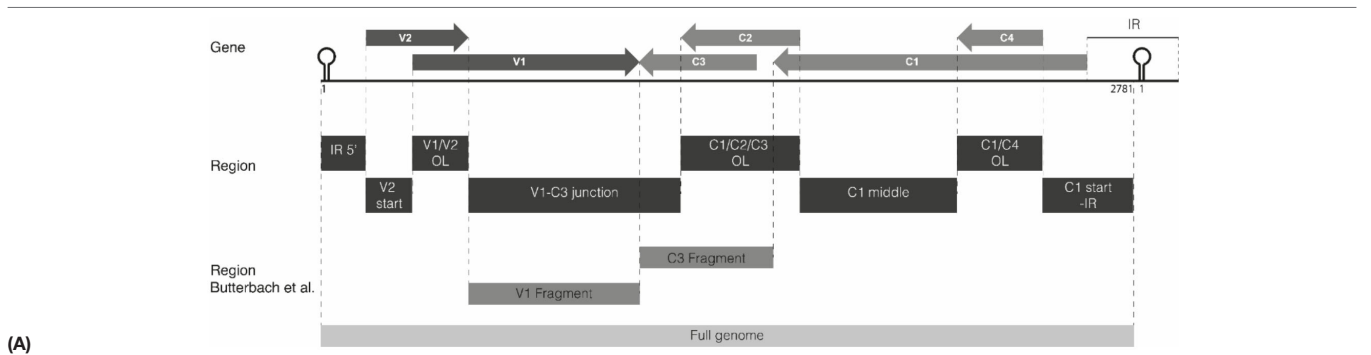 V2 C2 C4 IR
Gene
V1 C3 C1
1 2781 1
IR 5' V1/V2 OL C1/C2/C3 OL C1/C4 OL
Region
V2 start V1-C3 junction C1 middle C1 start -IR
C3 Fragment
Region
Butterbach et al.
V1 Fragment
(A) Full genome